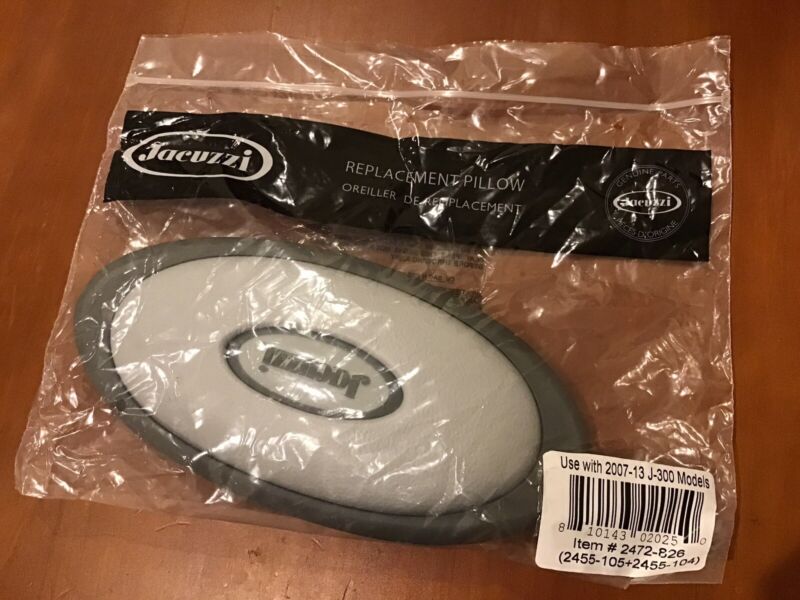 Jacuzzi
REPLACEMENT PILLOW
OREILLER DE REMPLACEMENT
GENUINE PARTS
Jacuzzi
PIÈCES D'ORIGINE
Jacuzzi
Use with 2007-13 J-300 Models
8 10143 02025 0
Item # 2472-826
(2455-105+2455-104)